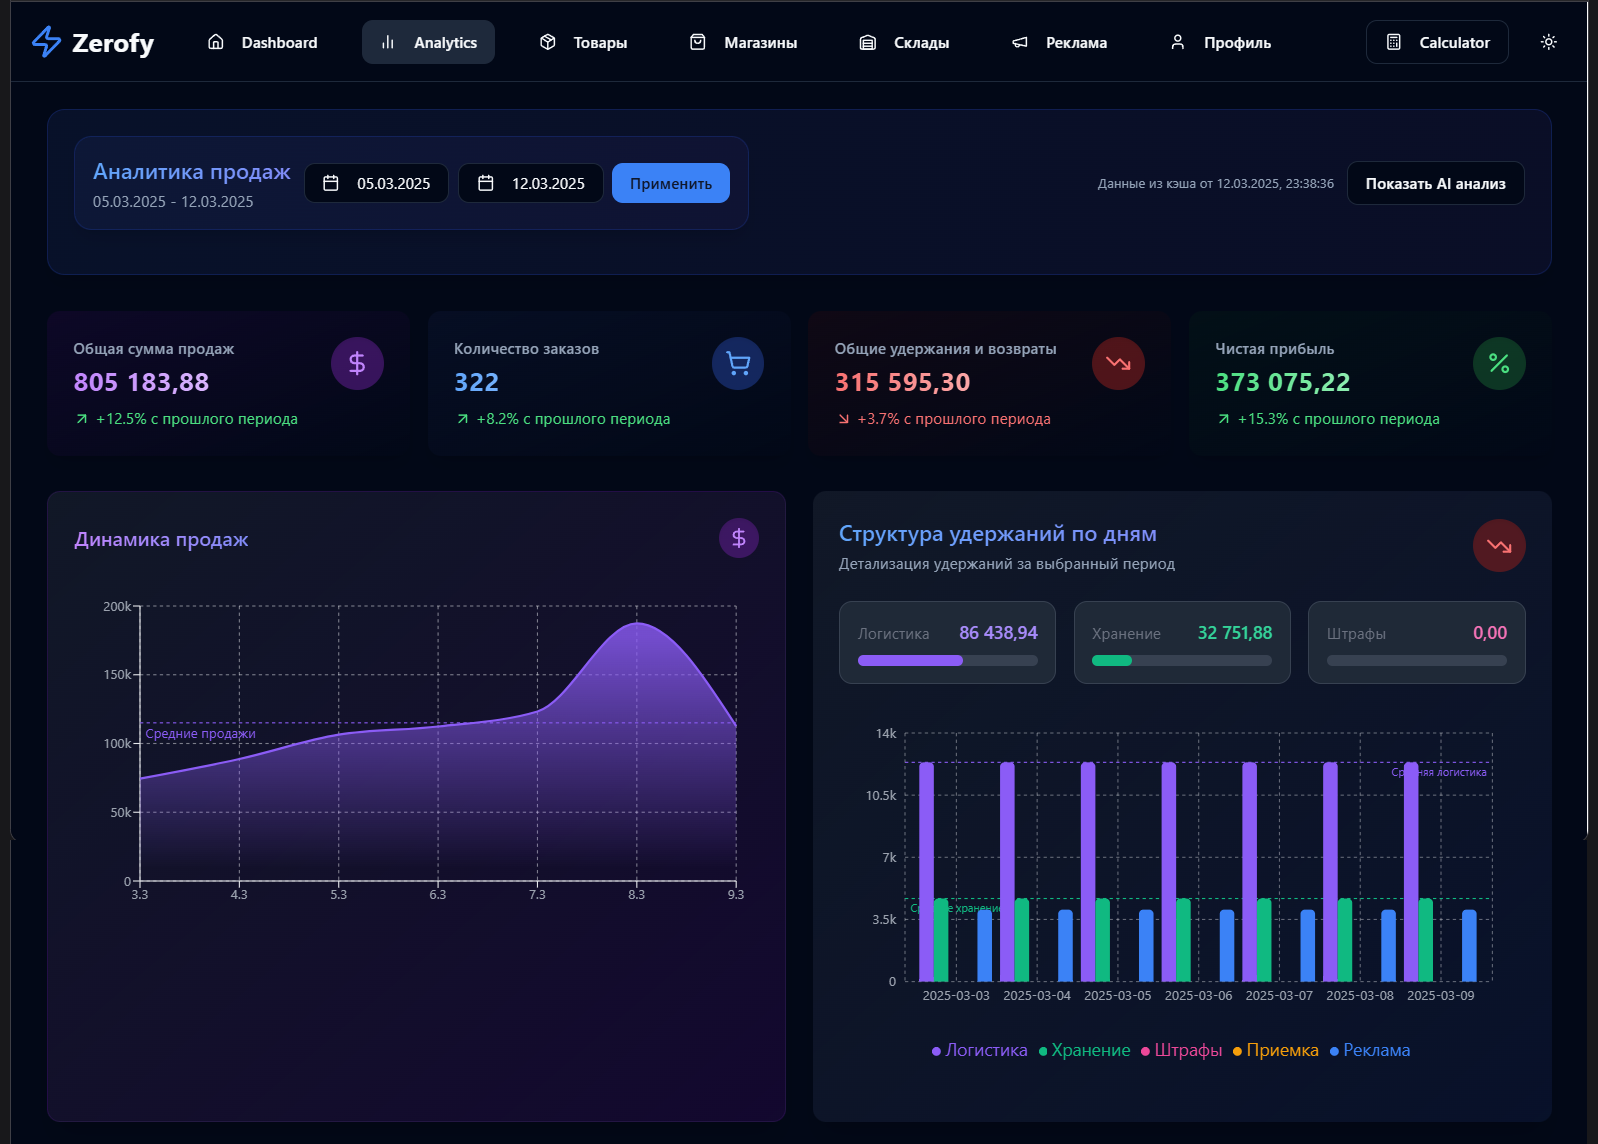 Zerofy
Dashboard
Analytics
Товары
Магазины
Склады
Реклама
Профиль
Calculator
Аналитика продаж
05.03.2025 - 12.03.2025
05.03.2025
12.03.2025
Применить
Данные из кэша от 12.03.2025, 23:38:36
Показать AI анализ
Общая сумма продаж
805 183,88
+12.5% с прошлого периода
Количество заказов
322
+8.2% с прошлого периода
Общие удержания и возвраты
315 595,30
+3.7% с прошлого периода
Чистая прибыль
373 075,22
+15.3% с прошлого периода
Динамика продаж
200k
150k
100k
50k
0
Средние продажи
3.3 4.3 5.3 6.3 7.3 8.3 9.3
Структура удержаний по дням
Детализация удержаний за выбранный период
Логистика 86 438,94
Хранение 32 751,88
Штрафы 0,00
14k
10.5k
7k
3.5k
0
логистика
хранение
2025-03-03 2025-03-04 2025-03-05 2025-03-06 2025-03-07 2025-03-08 2025-03-09
Логистика Хранение Штрафы Приемка Реклама